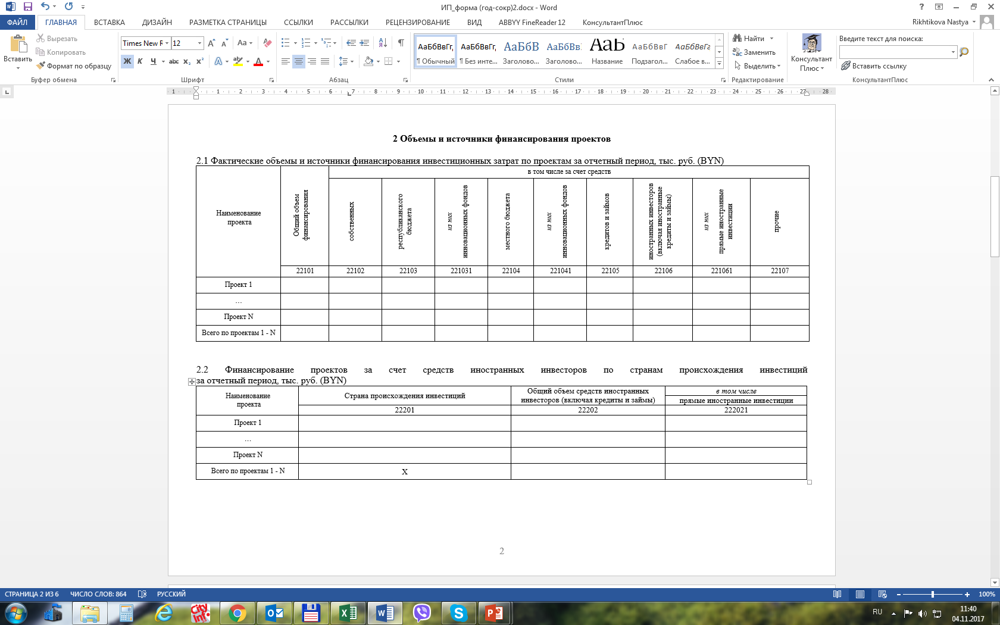 ИП_форма (год-сокр)2.docx - Word
ФАЙЛ ГЛАВНАЯ ВСТАВКА ДИЗАЙН РАЗМЕТКА СТРАНИЦЫ ССЫЛКИ РАССЫЛКИ РЕЦЕНЗИРОВАНИЕ ВИД ABBYY FineReader 12 КонсультантПлюс Rikhtikova Nastya
Вставить
Вырезать
Копировать
Формат по образцу
Буфер обмена
Times New R 12
Ж К Ч abc x₂ x²
Шрифт
Абзац
АаБбВвГг, АаБбВвГг, АаБбВ АаБбВв: АаБ АаБбВвГ АаБбВвГг
¶ Обычный ¶ Без инте... Заголово... Заголово... Название Подзагол... Слабое в...
Стили
Найти
Заменить
Выделить
Редактирование
Консультант
Плюс
Введите текст для поиска:
Вставить ссылку
КонсультантПлюс
1 1 2 3 4 5 6 7 8 9 10 11 12 13 14 15 16 17 18 19 20 21 22 23 24 25 26 27 28
2 Объемы и источники финансирования проектов
2.1 Фактические объемы и источники финансирования инвестиционных затрат по проектам за отчетный период, тыс. руб. (BYN)
Наименование
проекта
Общий объем
финансирования
в том числе за счет средств
собственных
республиканского
бюджета
из них
инновационных фондов
местного бюджета
из них
инновационных фондов
кредитов и займов
иностранных инвесторов
(включая иностранные
кредиты и займы)
из них
прямые иностранные
инвестиции
прочие
22101 22102 22103 221031 22104 221041 22105 22106 221061 22107
Проект 1
...
Проект N
Всего по проектам 1 - N
2.2 Финансирование проектов за счет средств иностранных инвесторов по странам происхождения инвестиций
за отчетный период, тыс. руб. (BYN)
Наименование
проекта
Страна происхождения инвестиций
Общий объем средств иностранных
инвесторов (включая кредиты и займы)
в том числе
прямые иностранные инвестиции
22201 22202 222021
Проект 1
...
Проект N
Всего по проектам 1 - N X
2
СТРАНИЦА 2 ИЗ 6 ЧИСЛО СЛОВ: 864 РУССКИЙ 100%
RU 11:40
04.11.2017